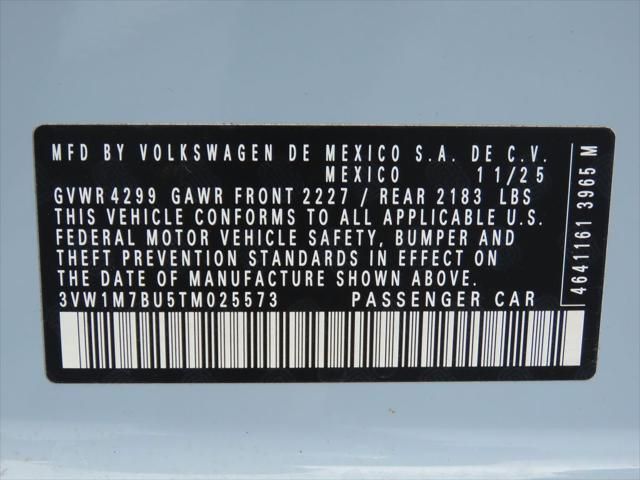 MFD BY VOLKSWAGEN DE MEXICO S.A. DE C.V.
MEXICO 11/25
GVWR 4299 GAWR FRONT 2227 / REAR 2183 LBS
THIS VEHICLE CONFORMS TO ALL APPLICABLE U.S.
FEDERAL MOTOR VEHICLE SAFETY, BUMPER AND
THEFT PREVENTION STANDARDS IN EFFECT ON
THE DATE OF MANUFACTURE SHOWN ABOVE.
3VW1M7BU5TM025573 PASSENGER CAR
4641161 3965 M